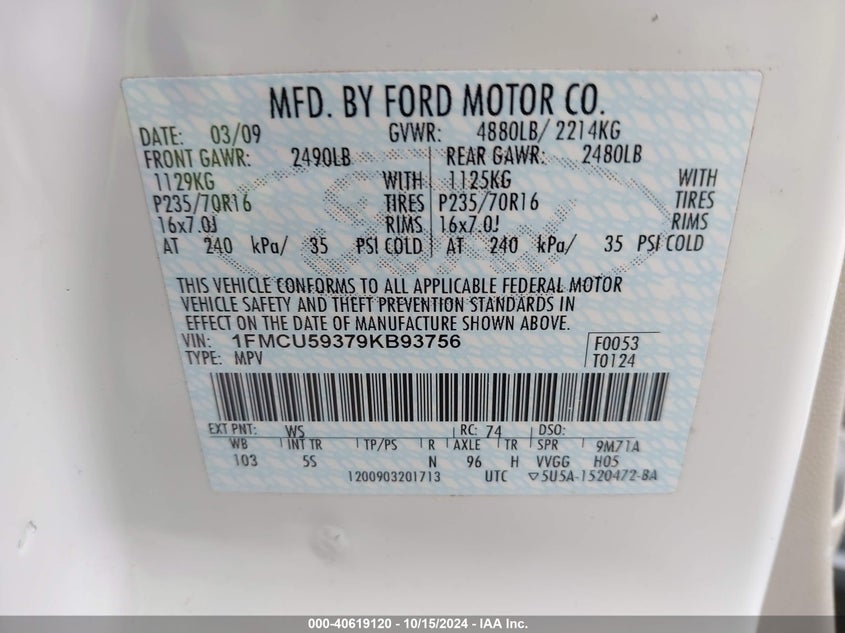 MFD. BY FORD MOTOR CO.
DATE: 03/09 GVWR: 4880LB/ 2214KG
FRONT GAWR: 2490LB REAR GAWR: 2480LB
1129KG WITH 1125KG WITH
P235/70R16 TIRES P235/70R16 TIRES
16x7.0J RIMS 16x7.0J RIMS
AT 240 kPa/ 35 PSI COLD AT 240 kPa/ 35 PSI COLD
THIS VEHICLE CONFORMS TO ALL APPLICABLE FEDERAL MOTOR
VEHICLE SAFETY AND THEFT PREVENTION STANDARDS IN
EFFECT ON THE DATE OF MANUFACTURE SHOWN ABOVE.
VIN: 1FMCU59379KB93756 F0053
TYPE: MPV T0124
EXT PNT: WS RC: 74 DSO:
WB INT TR TP/PS R AXLE TR SPR 9M71A
103 5S N 96 H VVGG H05
1200903201713 UTC ▽5U5A-1520472-BA
000-40619120 - 10/15/2024 - IAA Inc.